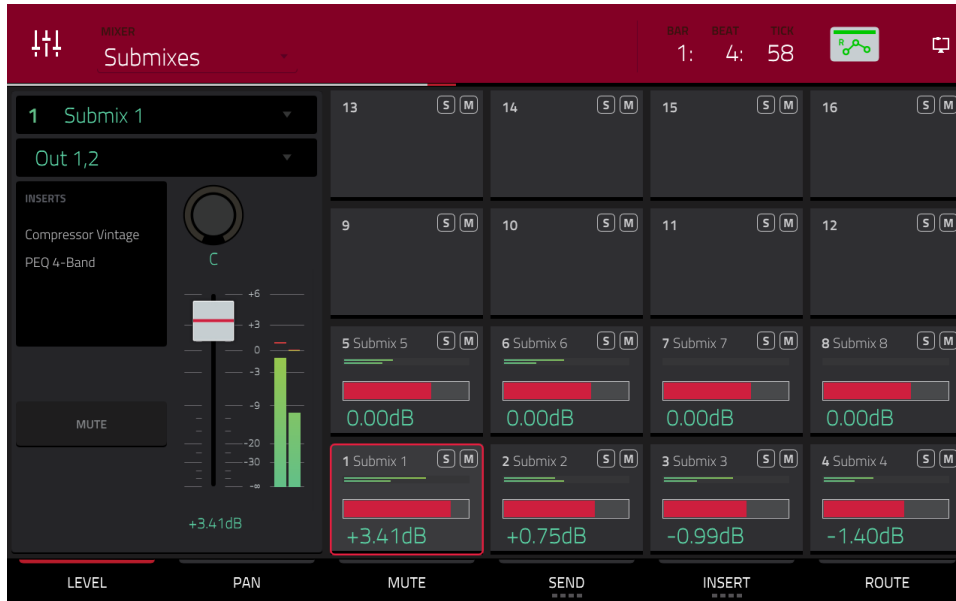 MIXER
Submixes
BAR BEAT TICK
1: 4: 58
R
1 Submix 1
Out 1,2
INSERTS
Compressor Vintage
PEQ 4-Band
C
+6
+3
0
-3
-9
-20
-30
-∞
MUTE
+3.41dB
13 S M
14 S M
15 S M
16 S M
9 S M
10 S M
11 S M
12 S M
5 Submix 5 S M
0.00dB
6 Submix 6 S M
0.00dB
7 Submix 7 S M
0.00dB
8 Submix 8 S M
0.00dB
1 Submix 1 S M
+3.41dB
2 Submix 2 S M
+0.75dB
3 Submix 3 S M
-0.99dB
4 Submix 4 S M
-1.40dB
LEVEL PAN MUTE SEND INSERT ROUTE